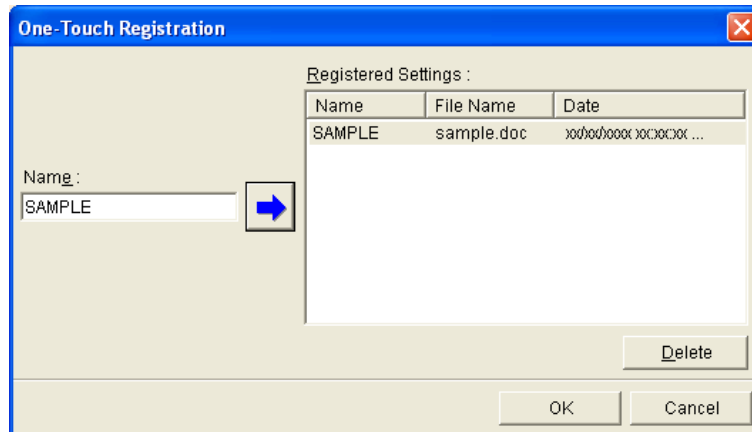 One-Touch Registration
Registered Settings :
Name File Name Date
SAMPLE sample.doc xx/xx/xxxx xx:xx:xx ...
Name :
SAMPLE
Delete
OK Cancel